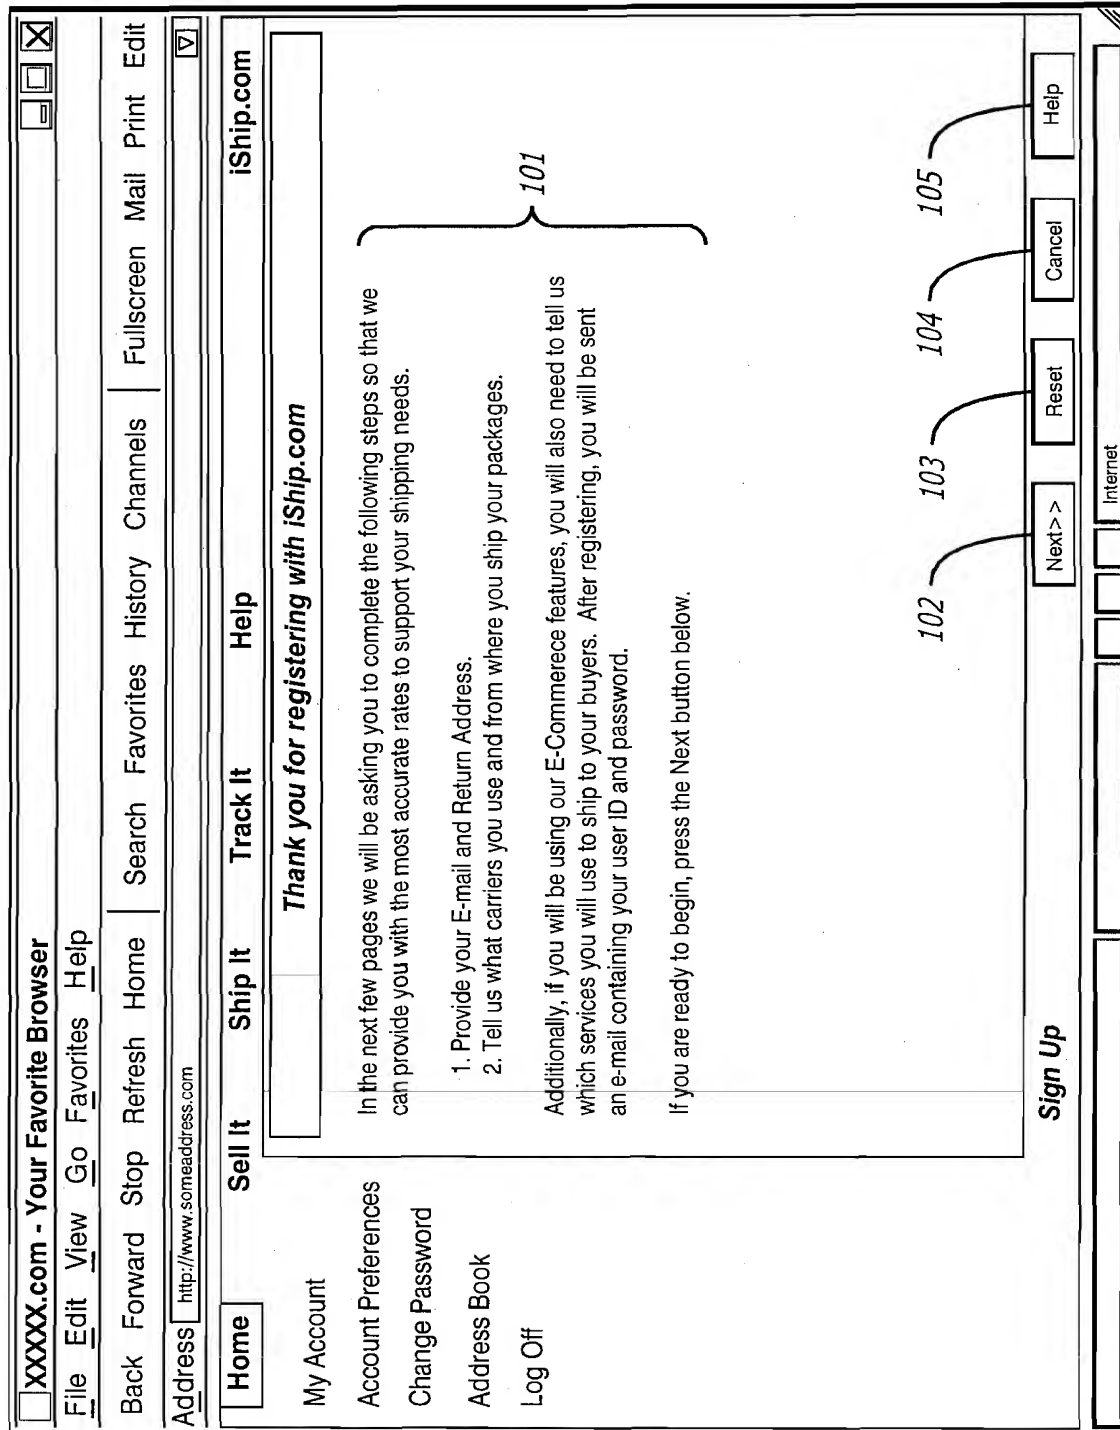 XXXXX.com - Your Favorite Browser
File Edit View Go Favorites Help
Back Forward Stop Refresh Home Search Favorites History Channels Fullscreen Mail Print Edit
Address http://www.someaddress.com
Home Sell It Ship It Track It Help iShip.com
My Account
Account Preferences
Change Password
Address Book
Log Off
Thank you for registering with iShip.com
In the next few pages we will be asking you to complete the following steps so that we
can provide you with the most accurate rates to support your shipping needs.
1. Provide your E-mail and Return Address.
2. Tell us what carriers you use and from where you ship your packages.
Additionally, if you will be using our E-Commerece features, you will also need to tell us
which services you will use to ship to your buyers. After registering, you will be sent
an e-mail containing your user ID and password.
If you are ready to begin, press the Next button below.
101
102 103 104 105
Sign Up Next> > Reset Cancel Help
Internet